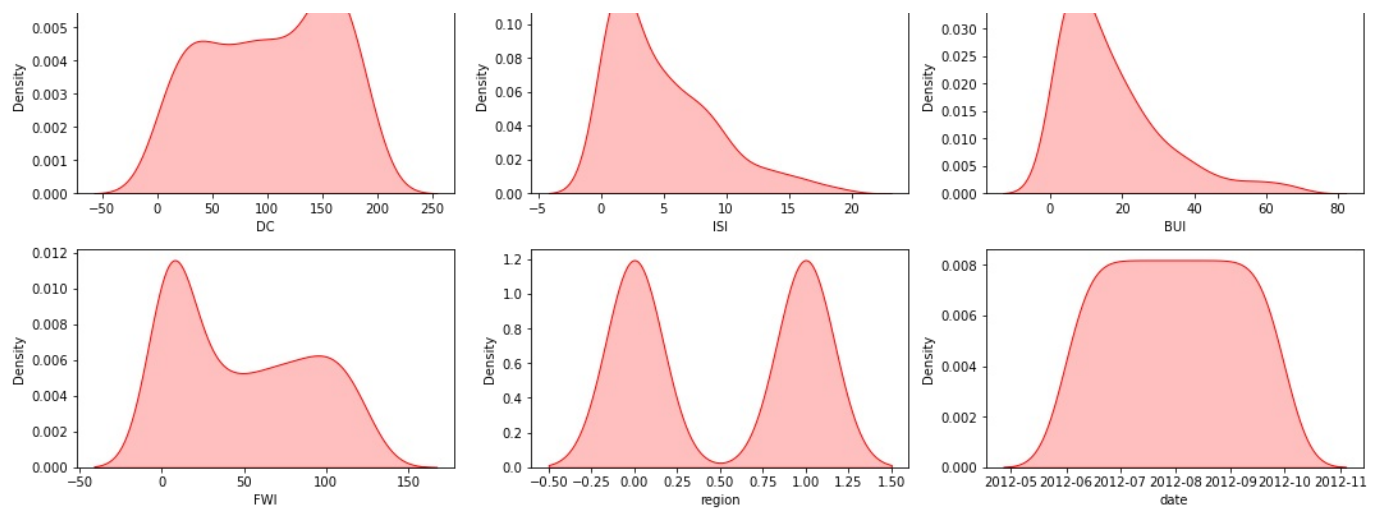 0.005
0.004
0.003
0.002
0.001
0.000
Density
−50 0 50 100 150 200 250
DC
0.10
0.08
0.06
0.04
0.02
0.00
Density
−5 0 5 10 15 20
ISI
0.030
0.025
0.020
0.015
0.010
0.005
0.000
Density
0 20 40 60 80
BUI
0.012
0.010
0.008
0.006
0.004
0.002
0.000
Density
−50 0 50 100 150
FWI
1.2
1.0
0.8
0.6
0.4
0.2
0.0
Density
−0.50 −0.25 0.00 0.25 0.50 0.75 1.00 1.25 1.50
region
0.008
0.006
0.004
0.002
0.000
Density
2012-05 2012-06 2012-07 2012-08 2012-09 2012-10 2012-11
date